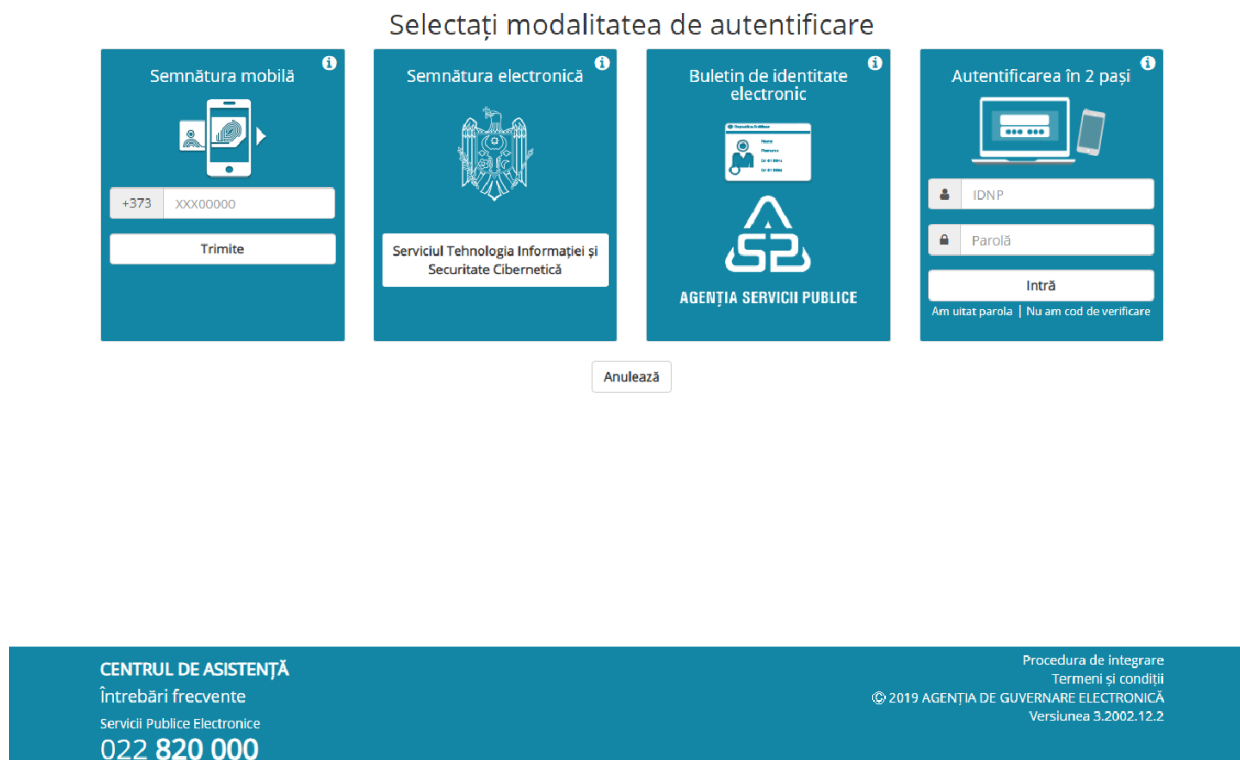 Selectați modalitatea de autentificare
Semnătura mobilă
+373 XXX00000
Trimite
Semnătura electronică
Serviciul Tehnologia Informației și
Securitate Cibernetică
Buletin de identitate
electronic
AGENȚIA SERVICII PUBLICE
Autentificarea în 2 pași
IDNP
Parolă
Intră
Am uitat parola | Nu am cod de verificare
Anulează
CENTRUL DE ASISTENȚĂ
Întrebări frecvente
Servicii Publice Electronice
022 820 000
Procedura de integrare
Termeni și condiții
© 2019 AGENȚIA DE GUVERNARE ELECTRONICĂ
Versiunea 3.2002.12.2